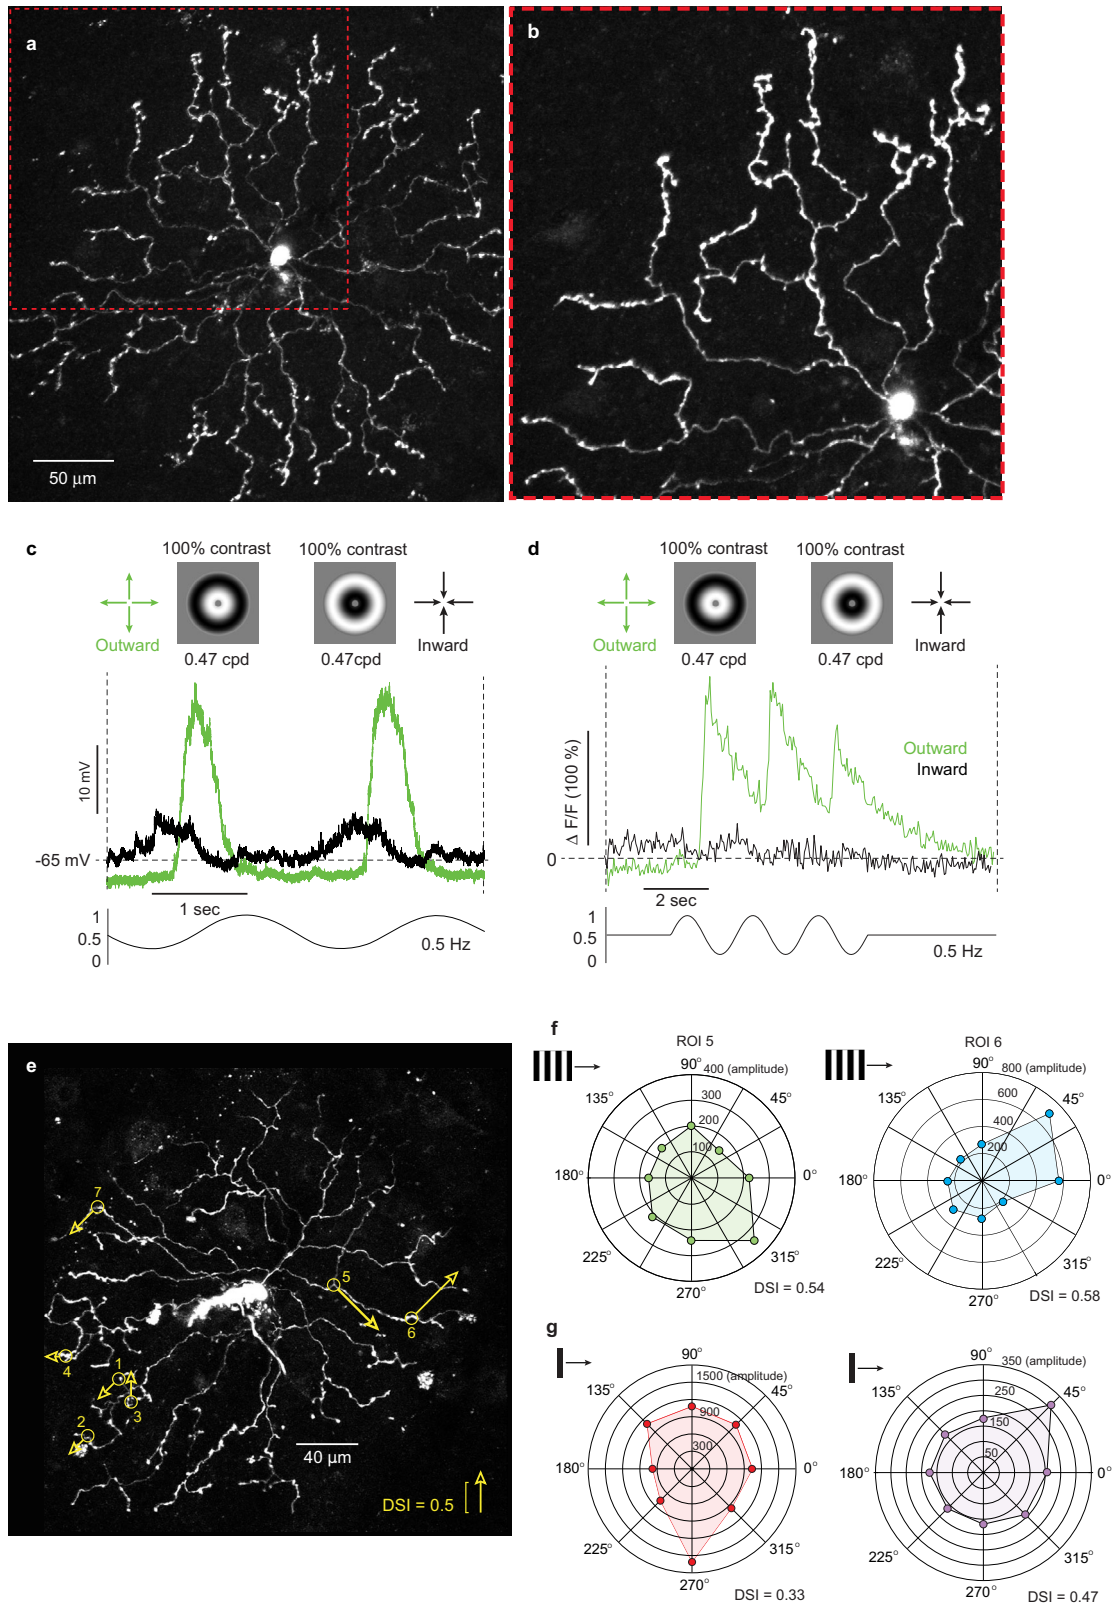 a
50 μm
b
c
100% contrast
100% contrast
Outward
Inward
0.47 cpd
0.47cpd
10 mV
-65 mV
1 sec
1
0.5
0
0.5 Hz
d
100% contrast
100% contrast
Outward
Inward
0.47 cpd
0.47 cpd
Δ F/F (100 %)
Outward
Inward
0
2 sec
1
0.5
0
0.5 Hz
e
7
5
6
4
1
3
2
40 μm
DSI = 0.5
f
ROI 5
90°
400 (amplitude)
300
200
100
135°
45°
180°
0°
225°
315°
270°
DSI = 0.54
ROI 6
90°
800 (amplitude)
600
400
200
135°
45°
180°
0°
225°
315°
270°
DSI = 0.58
g
90°
1500 (amplitude)
900
300
135°
45°
180°
0°
225°
315°
270°
DSI = 0.33
90°
350 (amplitude)
250
150
50
135°
45°
180°
0°
225°
315°
270°
DSI = 0.47